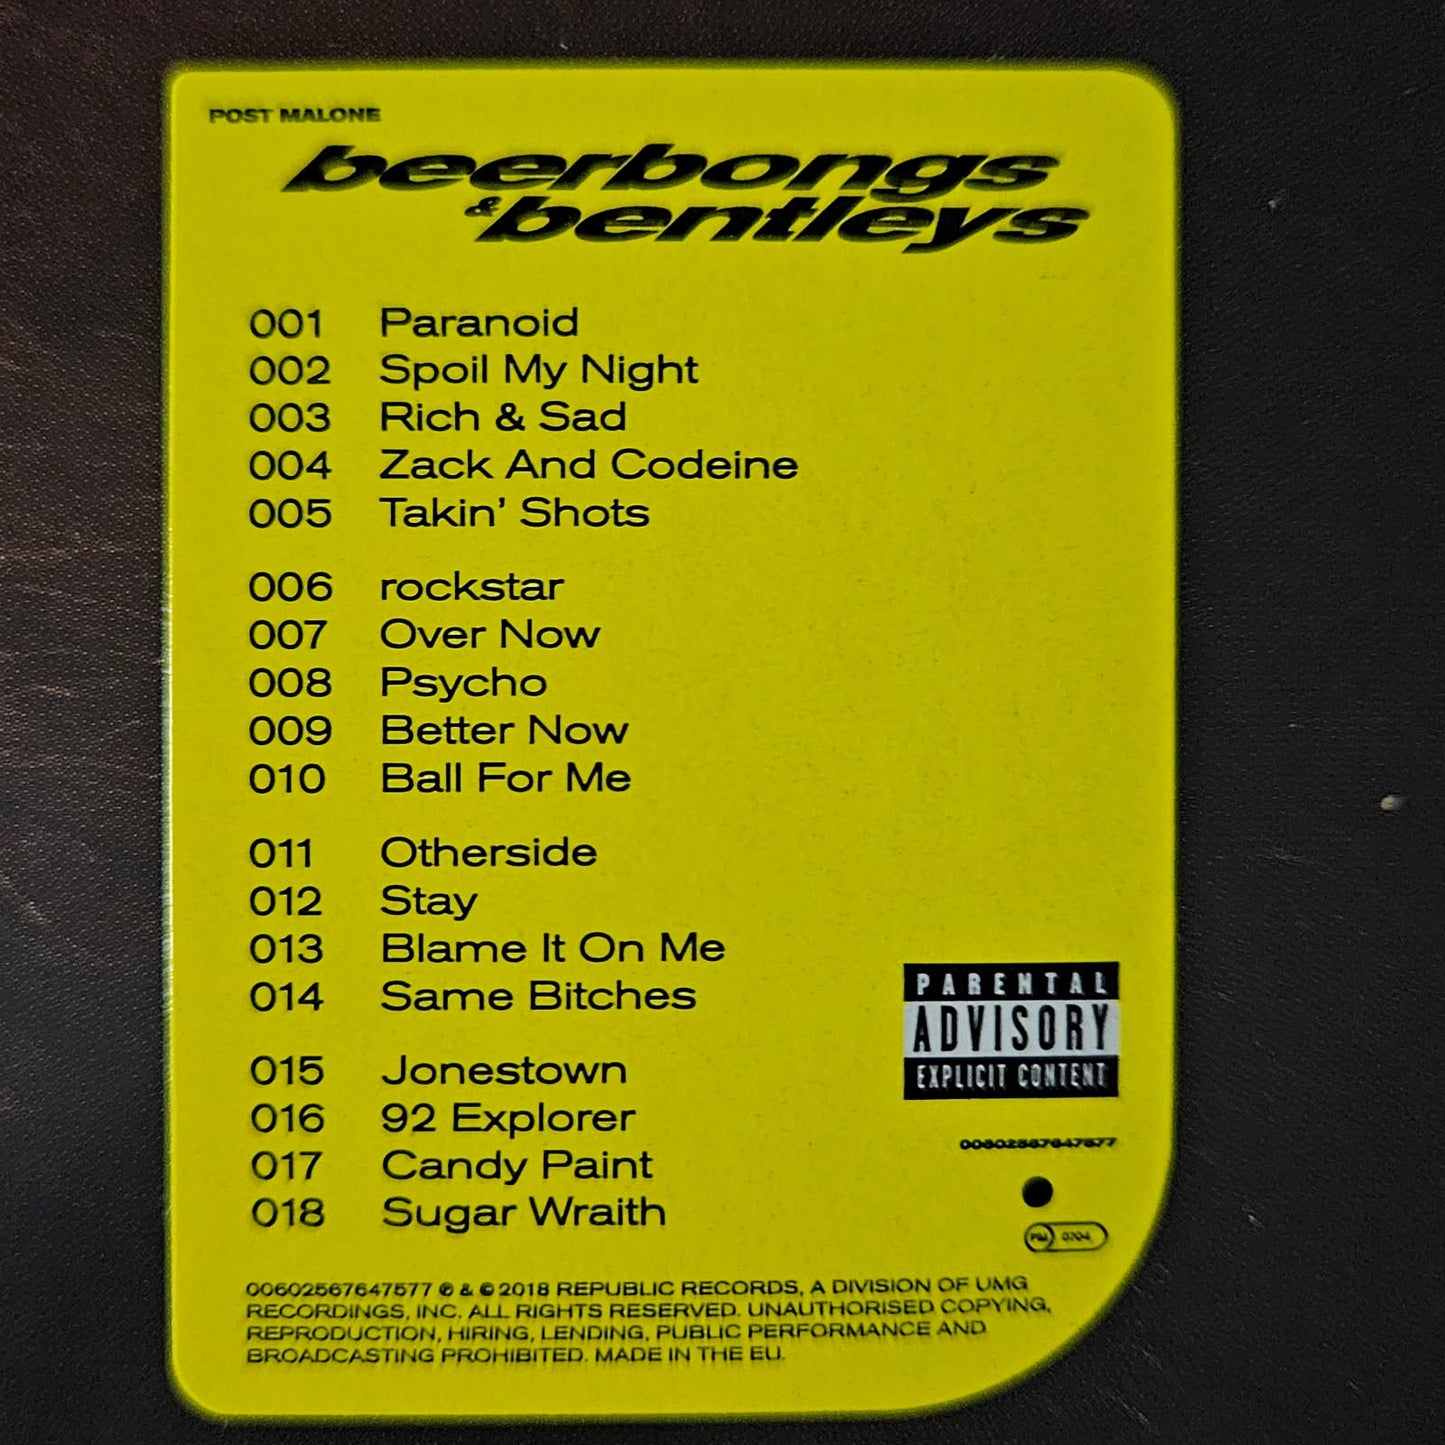 POST MALONE
beerbongs
& bentleys
001 Paranoid
002 Spoil My Night
003 Rich & Sad
004 Zack And Codeine
005 Takin' Shots
006 rockstar
007 Over Now
008 Psycho
009 Better Now
010 Ball For Me
011 Otherside
012 Stay
013 Blame It On Me
014 Same Bitches
015 Jonestown
016 92 Explorer
017 Candy Paint
018 Sugar Wraith
PARENTAL
ADVISORY
EXPLICIT CONTENT
00602567647577
0704
00602567647577 ℗ & © 2018 REPUBLIC RECORDS, A DIVISION OF UMG
RECORDINGS, INC. ALL RIGHTS RESERVED. UNAUTHORISED COPYING,
REPRODUCTION, HIRING, LENDING, PUBLIC PERFORMANCE AND
BROADCASTING PROHIBITED. MADE IN THE EU.